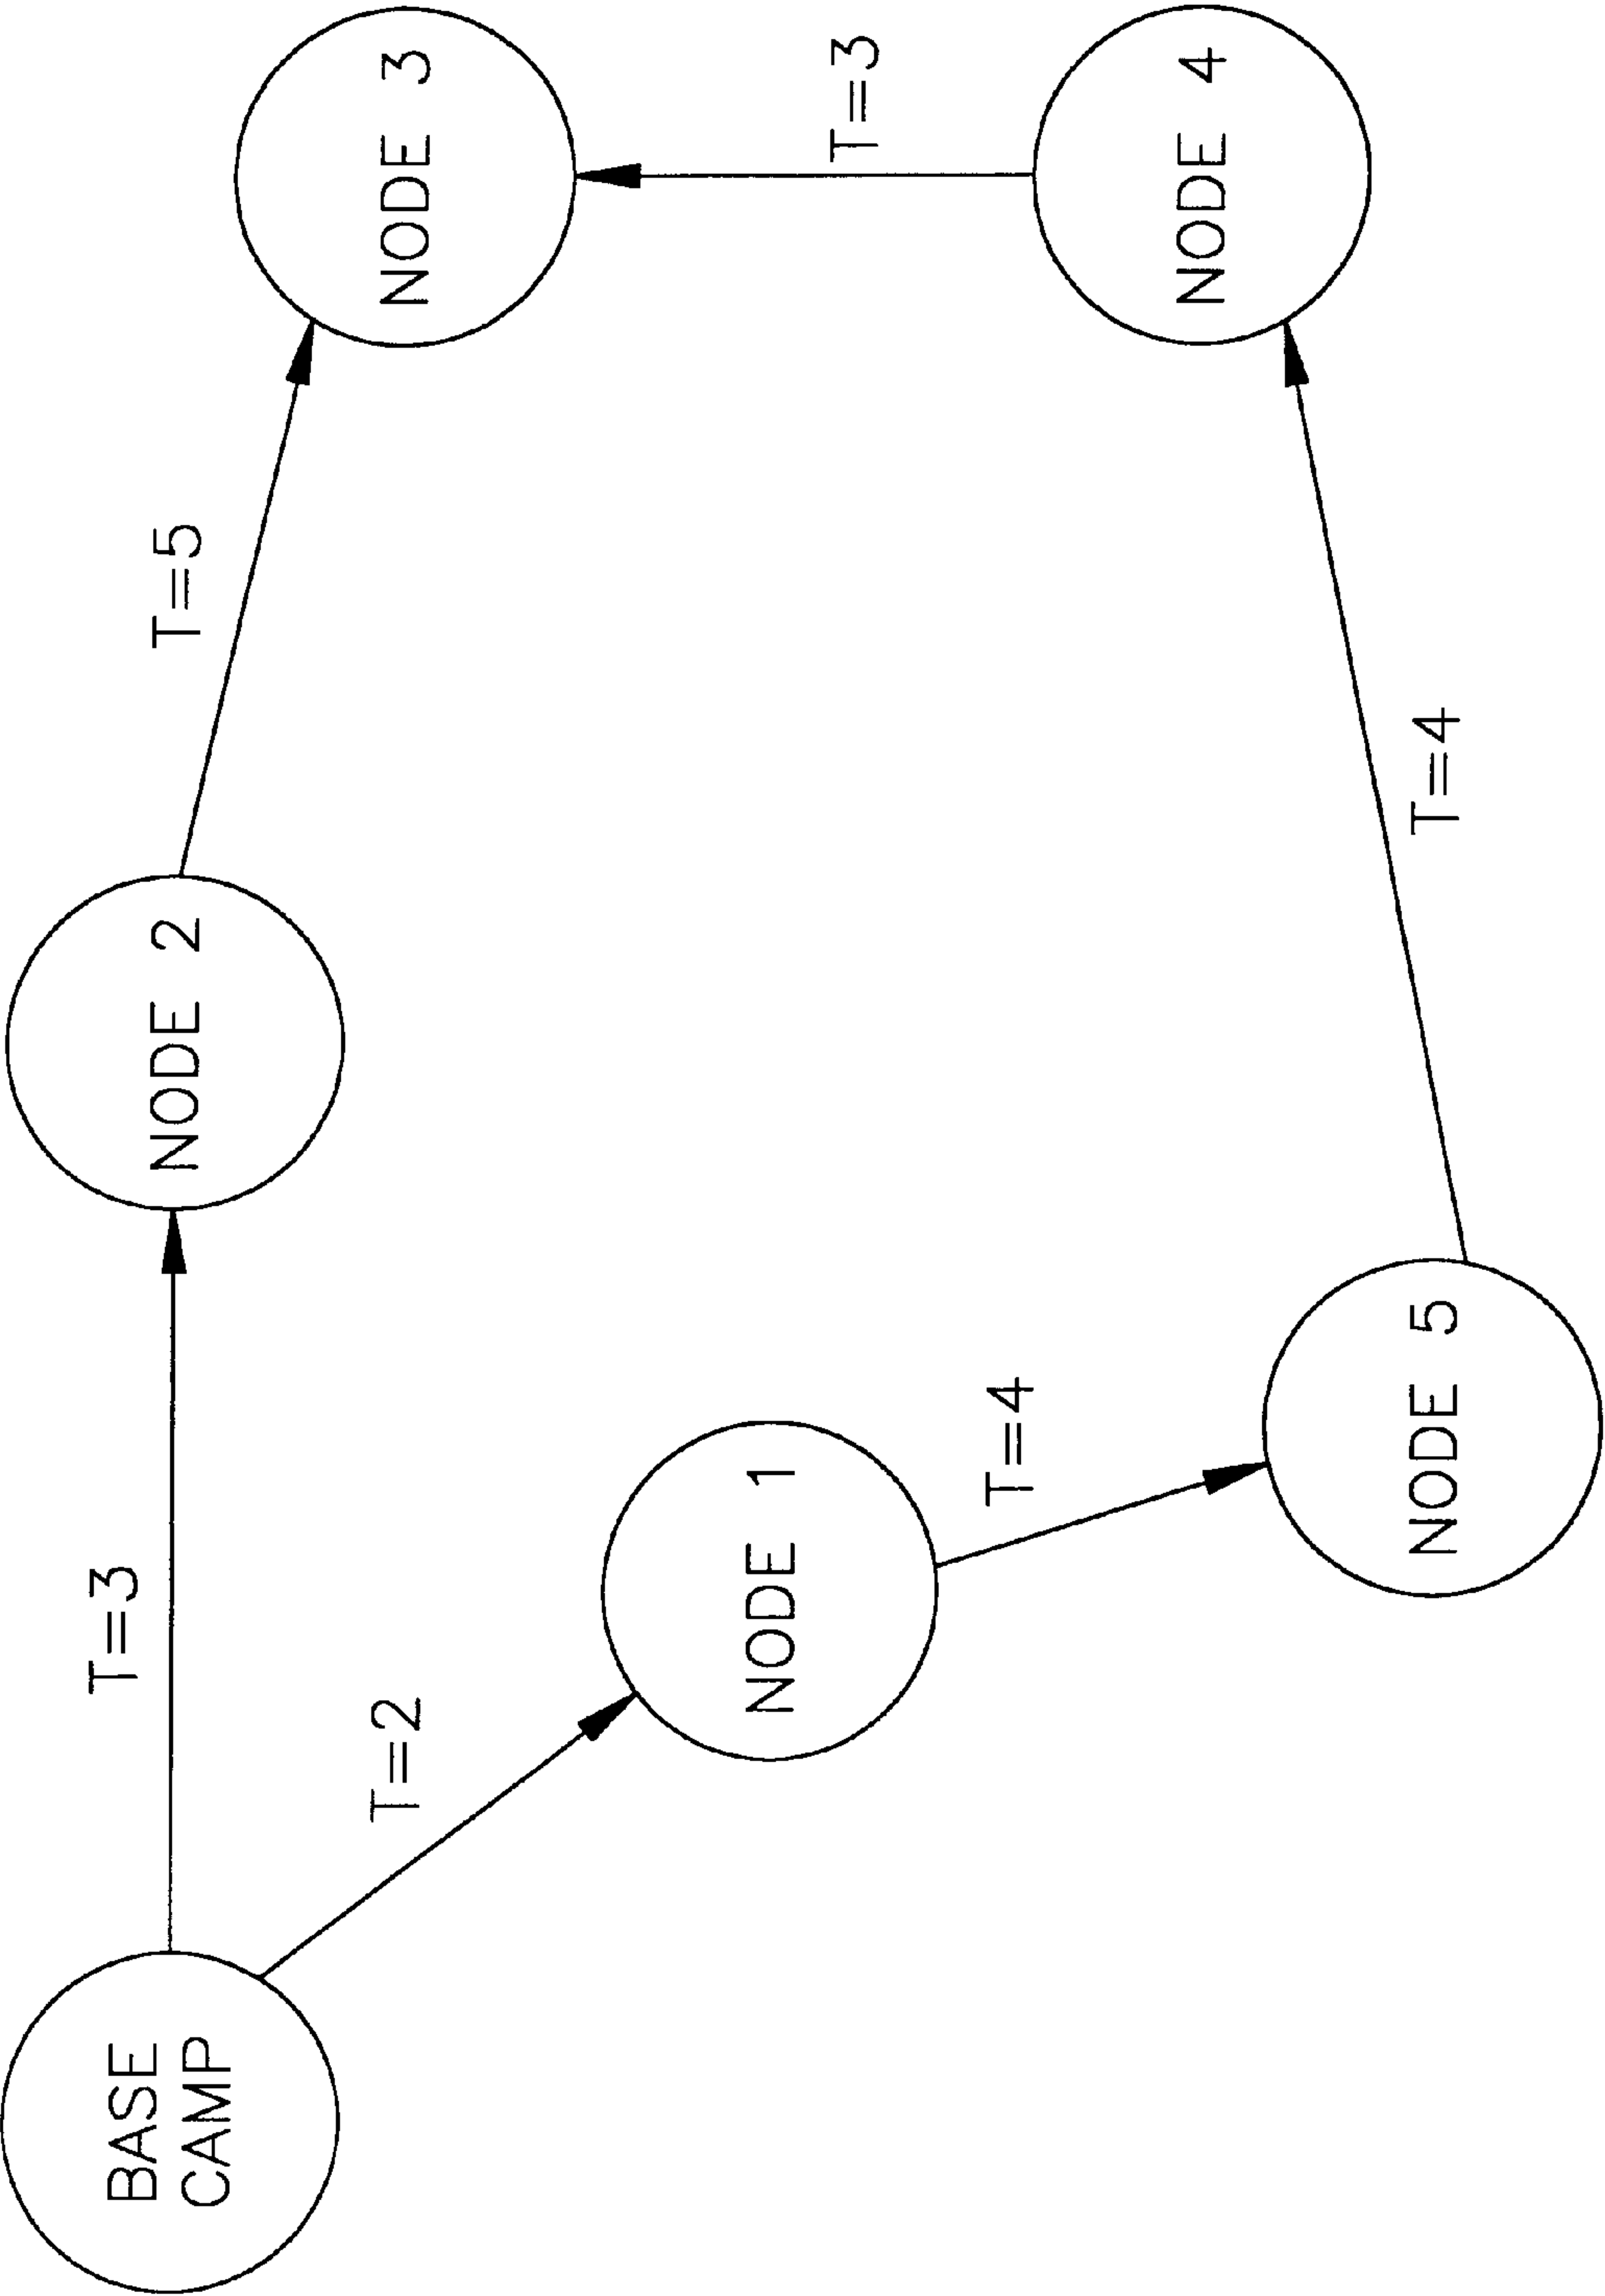 BASE
CAMP
T=3
NODE 2
T=5
NODE 3
T=2
NODE 1
T=3
T=4
NODE 4
NODE 5
T=4